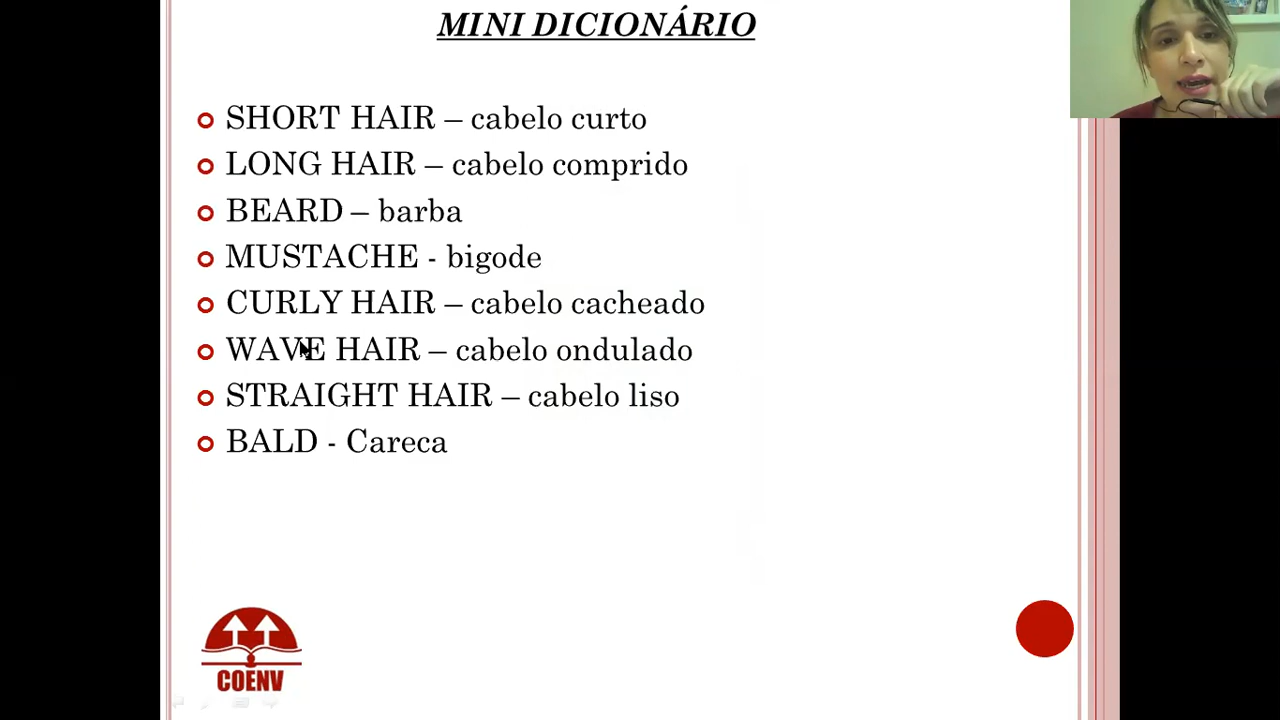 MINI DICIONÁRIO
SHORT HAIR – cabelo curto
LONG HAIR – cabelo comprido
BEARD – barba
MUSTACHE - bigode
CURLY HAIR – cabelo cacheado
WAVE HAIR – cabelo ondulado
STRAIGHT HAIR – cabelo liso
BALD - Careca
COENV